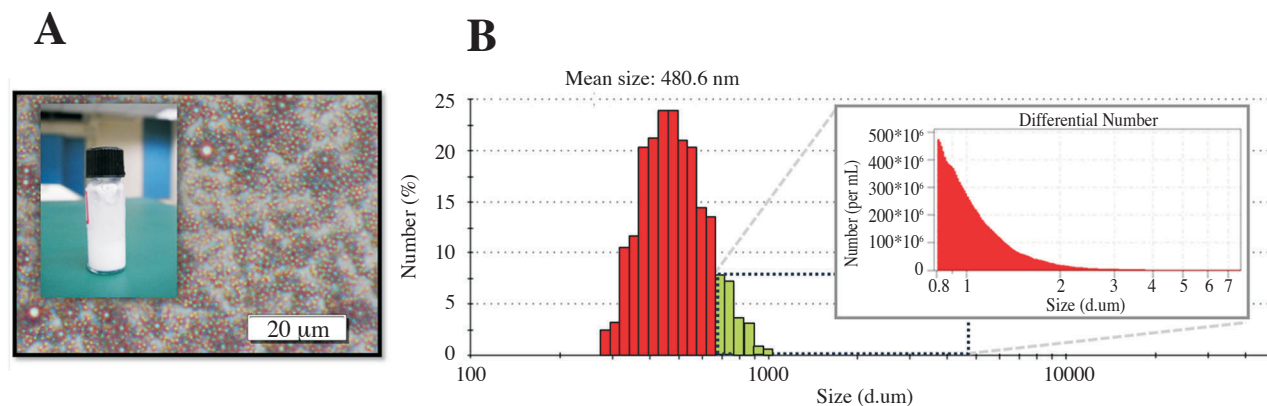 A
B
20 µm
Mean size: 480.6 nm
25
20
15
10
5
0
Number (%)
100
1000
10000
Size (d.um)
Differential Number
500*10⁶
400*10⁶
300*10⁶
200*10⁶
100*10⁶
0
Number (per mL)
0.8 1 2 3 4 5 6 7
Size (d.um)